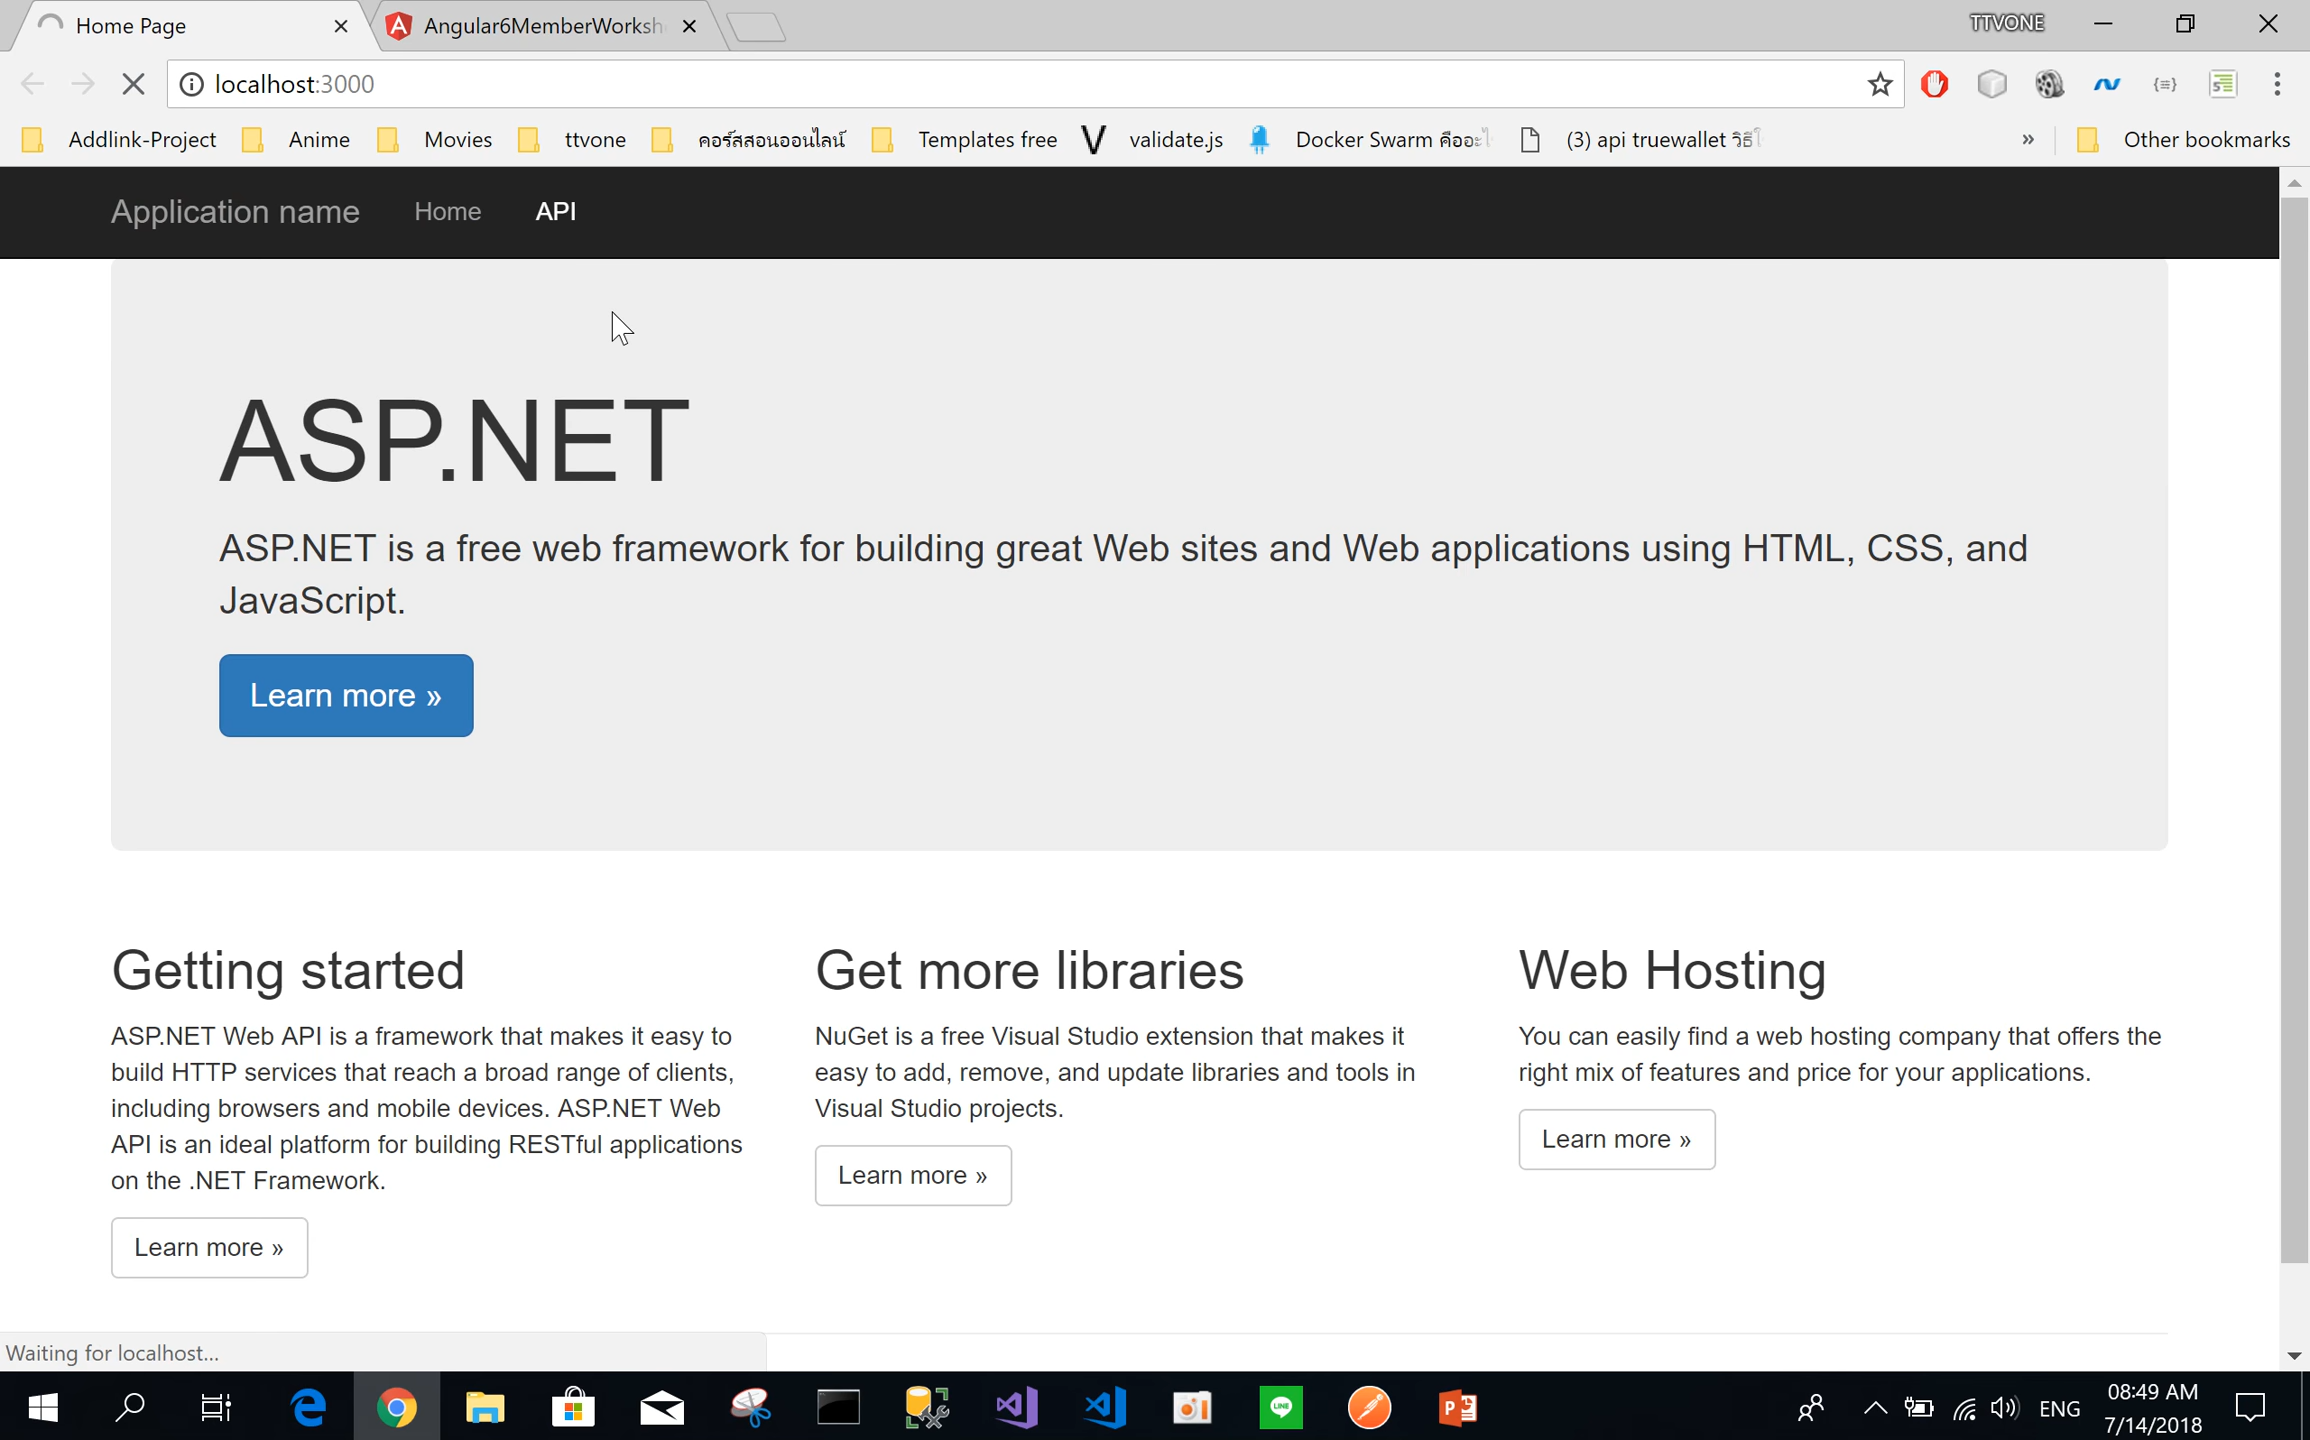 Home Page
Angular6MemberWorksh
TTVONE
localhost:3000
Addlink-Project
Anime
Movies
ttvone
คอร์สสอนออนไลน์
Templates free
validate.js
Docker Swarm คืออะไ
(3) api truewallet วิธีใ
»
Other bookmarks
Application name
Home
API
ASP.NET
ASP.NET is a free web framework for building great Web sites and Web applications using HTML, CSS, and
JavaScript.
Learn more »
Getting started
ASP.NET Web API is a framework that makes it easy to
build HTTP services that reach a broad range of clients,
including browsers and mobile devices. ASP.NET Web
API is an ideal platform for building RESTful applications
on the .NET Framework.
Learn more »
Get more libraries
NuGet is a free Visual Studio extension that makes it
easy to add, remove, and update libraries and tools in
Visual Studio projects.
Learn more »
Web Hosting
You can easily find a web hosting company that offers the
right mix of features and price for your applications.
Learn more »
Waiting for localhost...
ENG
08:49 AM
7/14/2018